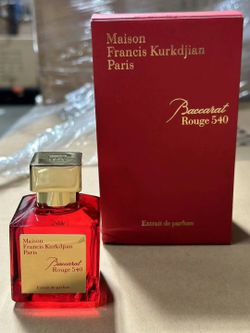 Maison
Francis Kurkdjian
Paris
Baccarat
Rouge 540
Extrait de parfum
Maison
Francis Kurkdjian
Paris
Baccarat
Rouge 540
Extrait de parfum